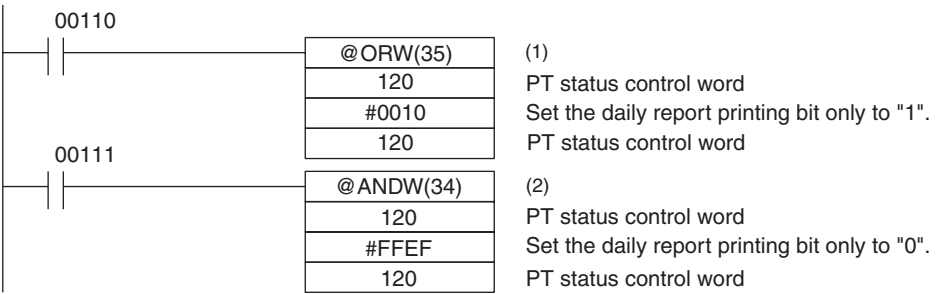 00110
@ORW(35) (1)
120 PT status control word
#0010 Set the daily report printing bit only to "1".
120 PT status control word
00111
@ANDW(34) (2)
120 PT status control word
#FFEF Set the daily report printing bit only to "0".
120 PT status control word